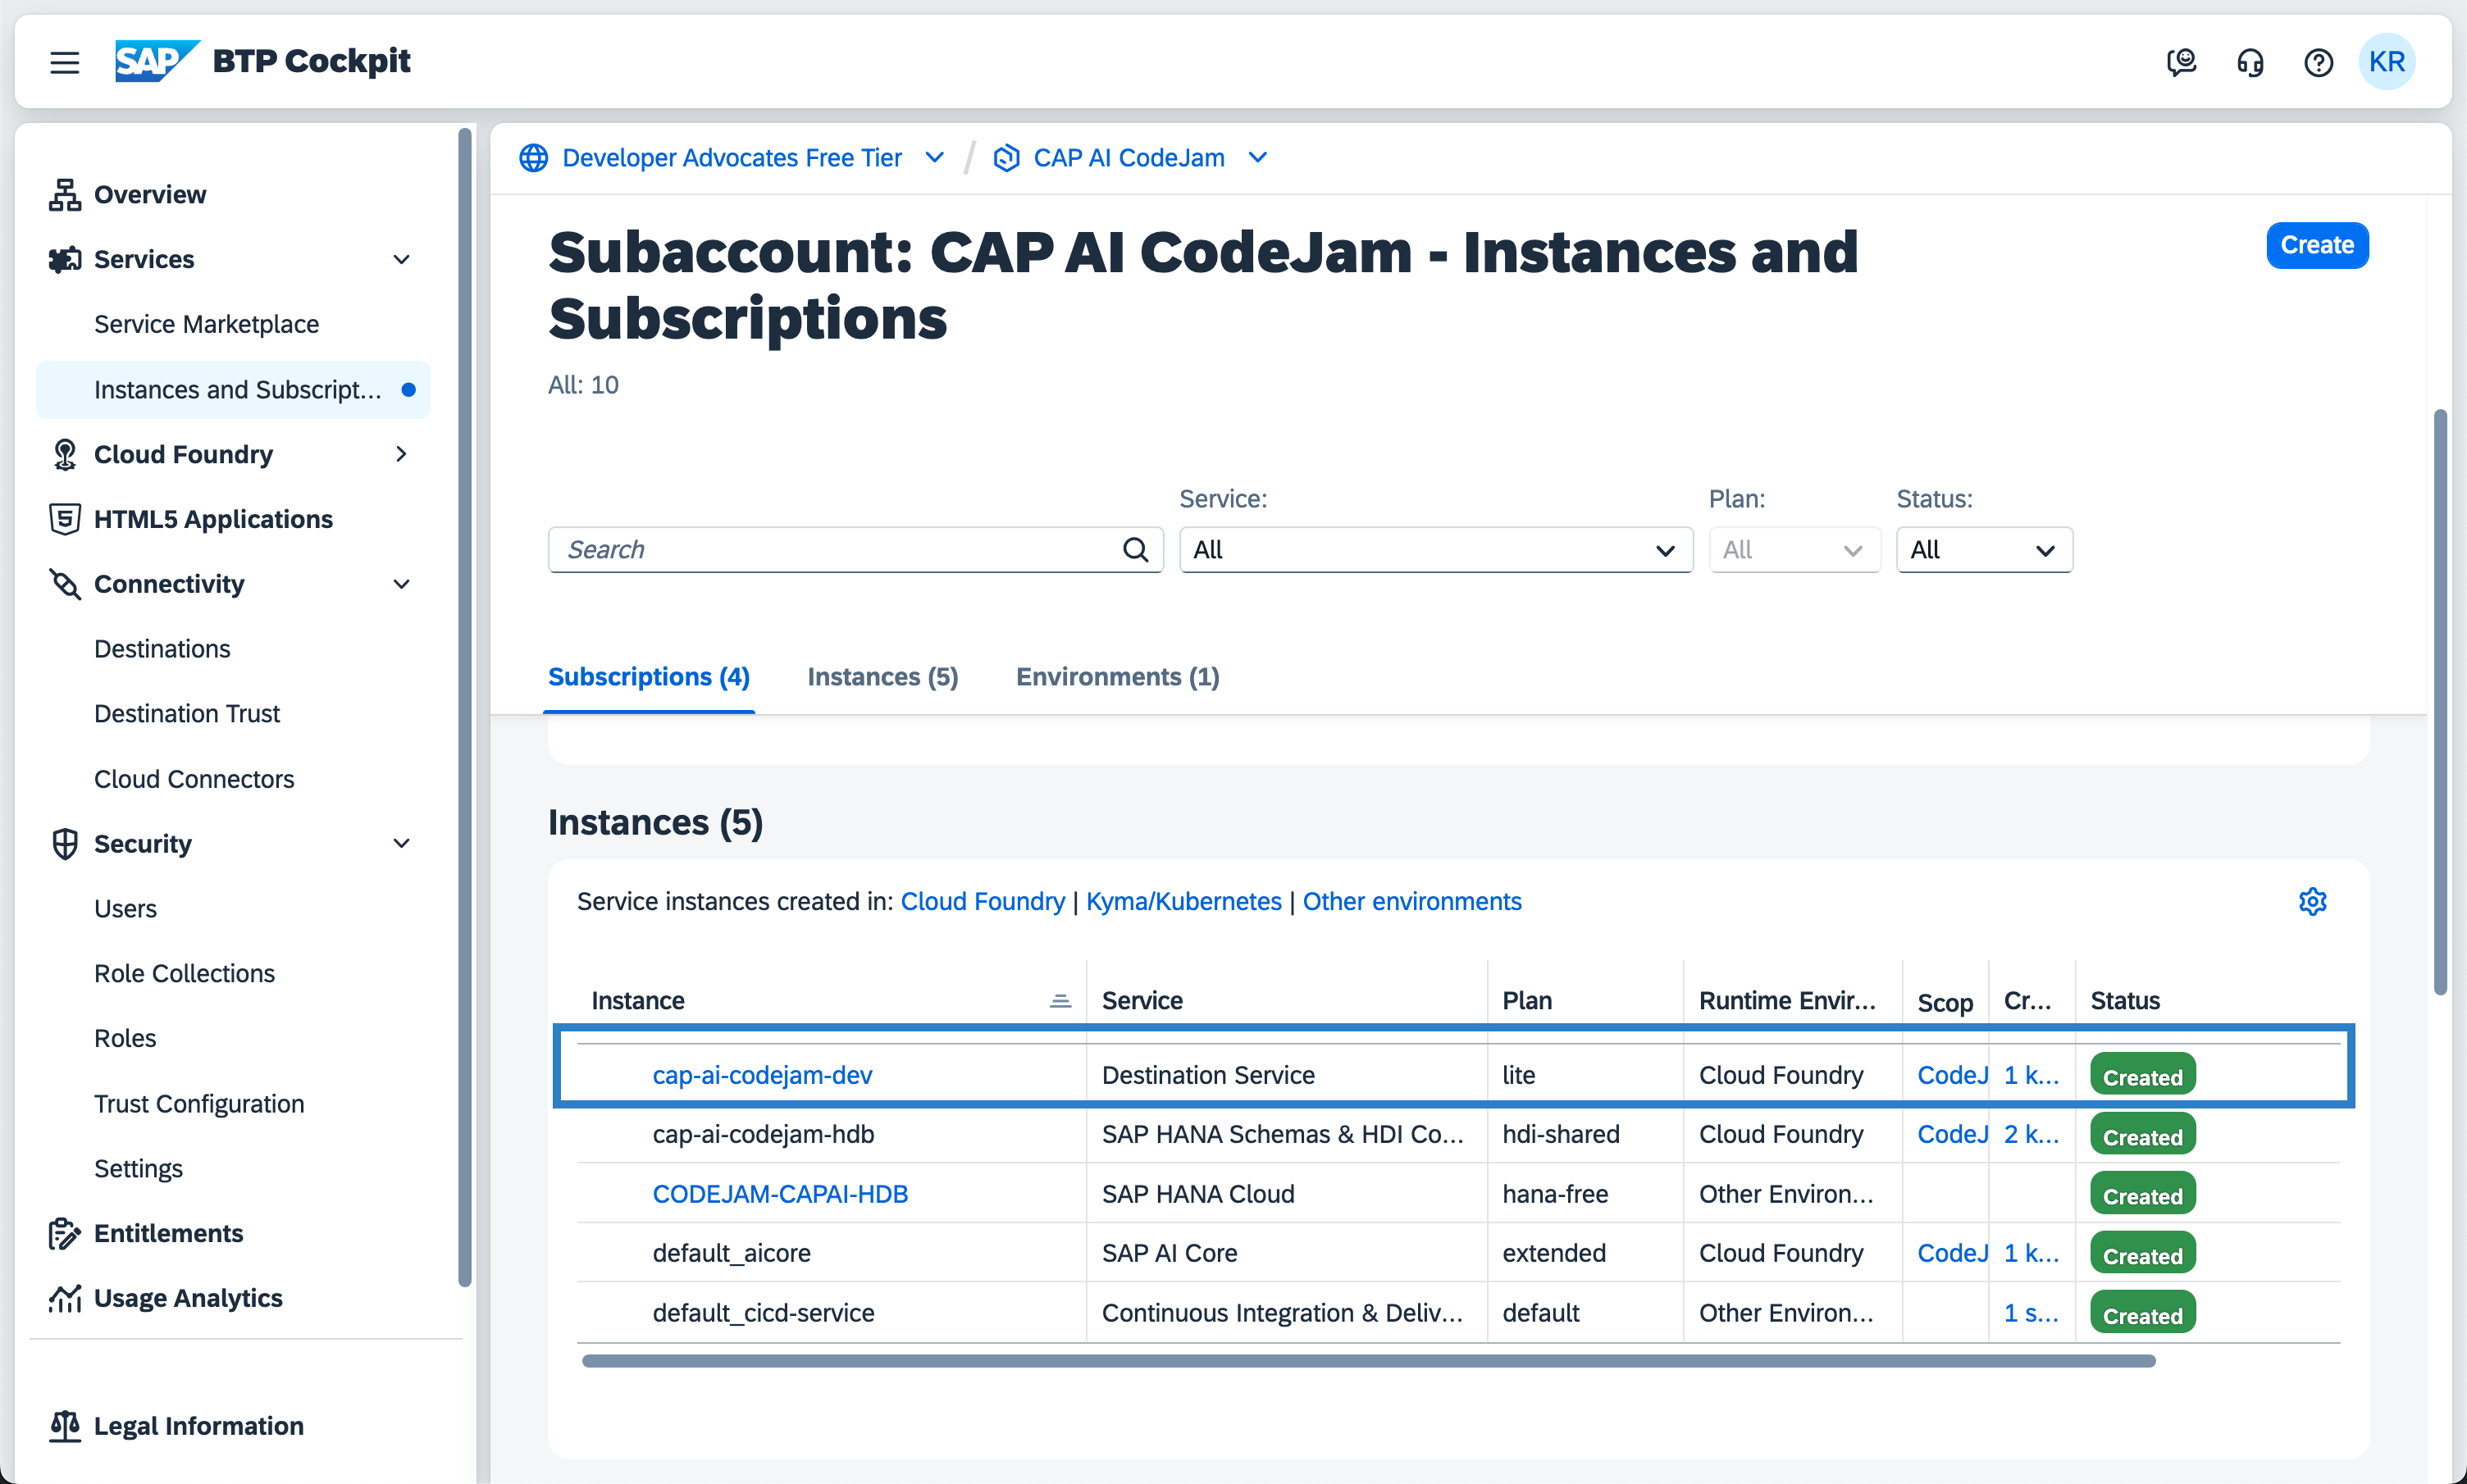 SAP BTP Cockpit
KR
Overview
Services
Service Marketplace
Instances and Subscript...
Cloud Foundry
HTML5 Applications
Connectivity
Destinations
Destination Trust
Cloud Connectors
Security
Users
Role Collections
Roles
Trust Configuration
Settings
Entitlements
Usage Analytics
Legal Information
Developer Advocates Free Tier / CAP AI CodeJam
Subaccount: CAP AI CodeJam - Instances and
Subscriptions
Create
All: 10
Service: Plan: Status:
Search All All All
Subscriptions (4) Instances (5) Environments (1)
Instances (5)
Service instances created in: Cloud Foundry | Kyma/Kubernetes | Other environments
Instance Service Plan Runtime Envir... Scop Cr... Status
cap-ai-codejam-dev Destination Service lite Cloud Foundry CodeJ 1 k... Created
cap-ai-codejam-hdb SAP HANA Schemas & HDI Co... hdi-shared Cloud Foundry CodeJ 2 k... Created
CODEJAM-CAPAI-HDB SAP HANA Cloud hana-free Other Environ... Created
default_aicore SAP AI Core extended Cloud Foundry CodeJ 1 k... Created
default_cicd-service Continuous Integration & Deliv... default Other Environ... 1 s... Created